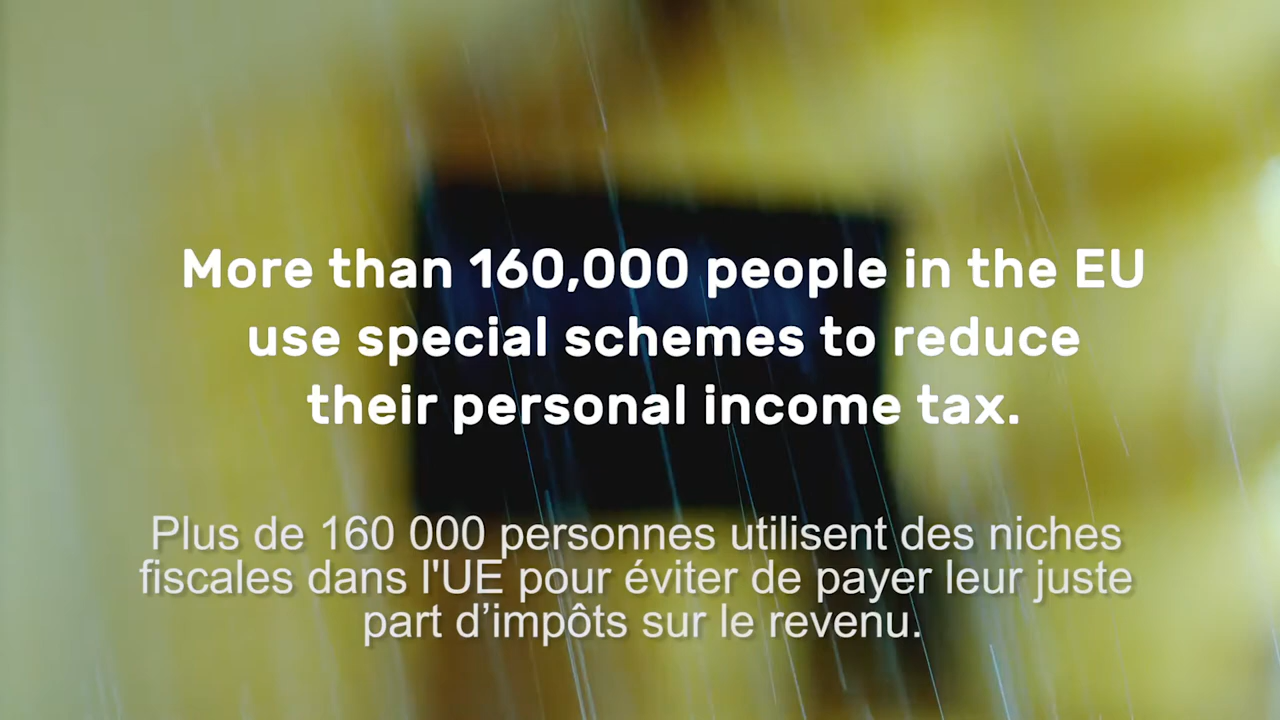 More than 160,000 people in the EU
use special schemes to reduce
their personal income tax.
Plus de 160 000 personnes utilisent des niches
fiscales dans l'UE pour éviter de payer leur juste
part d’impôts sur le revenu.